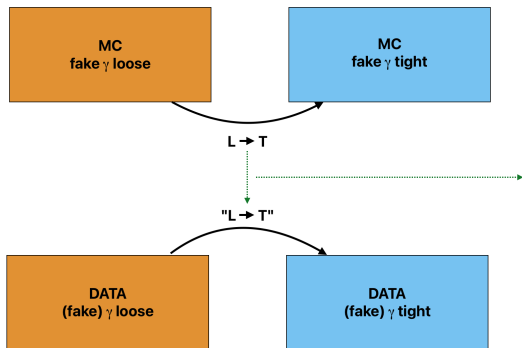 MC
fake γ loose
MC
fake γ tight
L → T
"L → T"
DATA
(fake) γ loose
DATA
(fake) γ tight